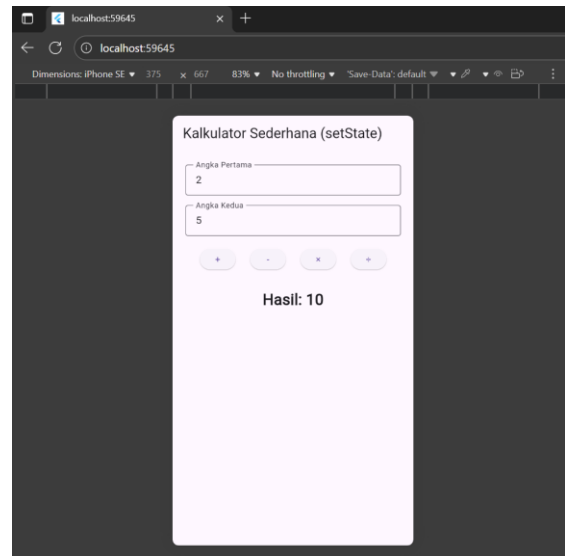 localhost:59645
localhost:59645
Dimensions: iPhone SE 375 x 667 83% No throttling 'Save-Data': default
Kalkulator Sederhana (setState)
Angka Pertama
2
Angka Kedua
5
+ - × ÷
Hasil: 10